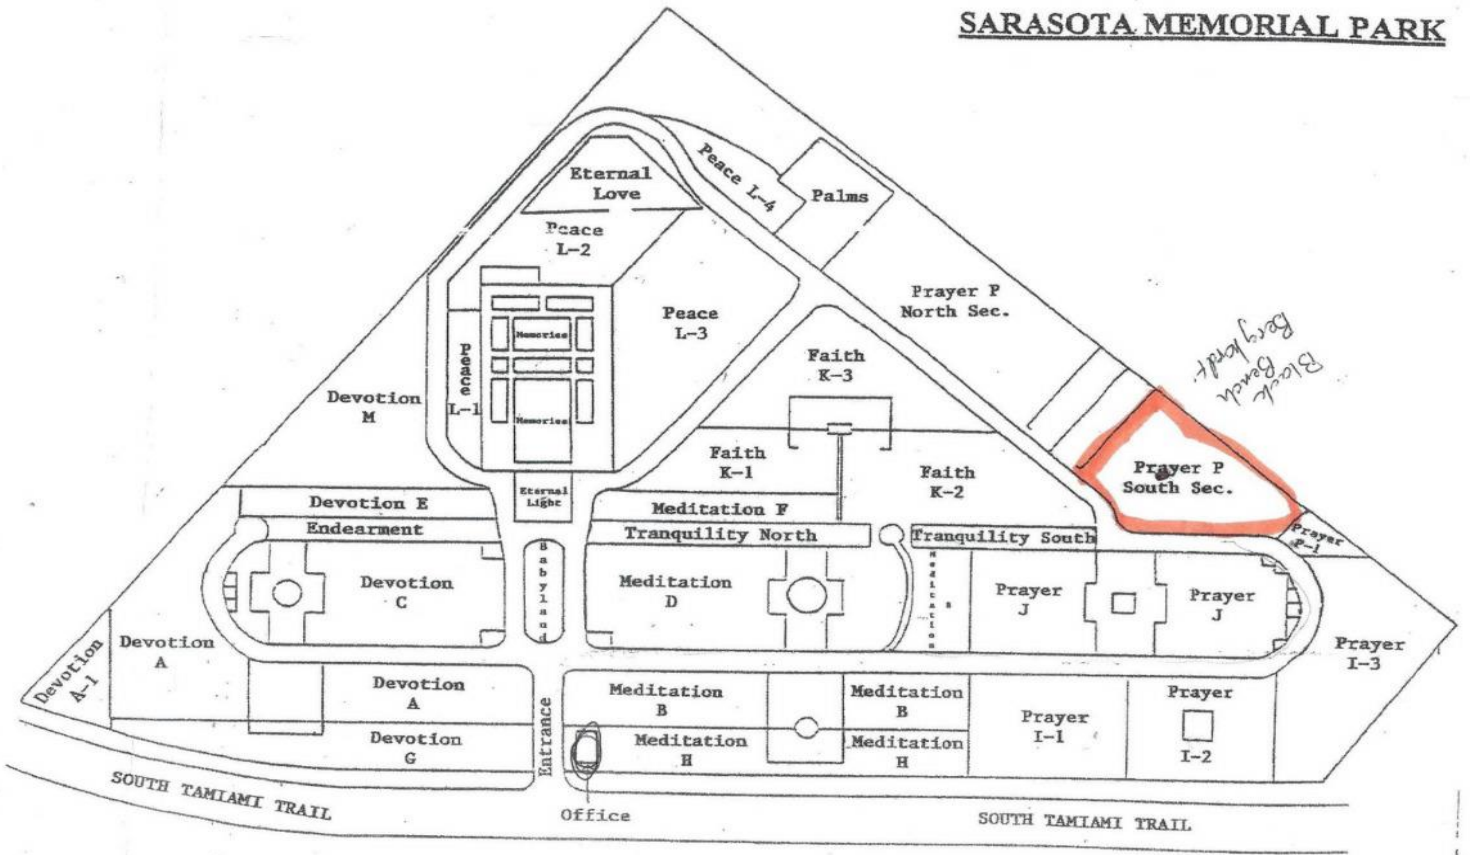 SARASOTA MEMORIAL PARK
Eternal
Love
Peace L-4
Palms
Peace
L-2
Prayer P
North Sec.
Peace
L-3
Memories
Peace
L-1
Memories
Devotion
M
Faith
K-3
Black
Bench
Berghordt
Prayer P
South Sec.
Faith
K-1
Faith
K-2
Eternal
Light
Devotion E
Meditation F
Endearment
Tranquility North
Tranquility South
Prayer
P-1
Babyland
Devotion
C
Meditation
D
Meditation
Prayer
J
Prayer
J
Devotion
A-1
Devotion
A
Prayer
I-3
Devotion
A
Meditation
B
Meditation
B
Prayer
I-1
Prayer
I-2
Entrance
Devotion
G
Meditation
H
Meditation
H
Office
SOUTH TAMIAMI TRAIL
SOUTH TAMIAMI TRAIL